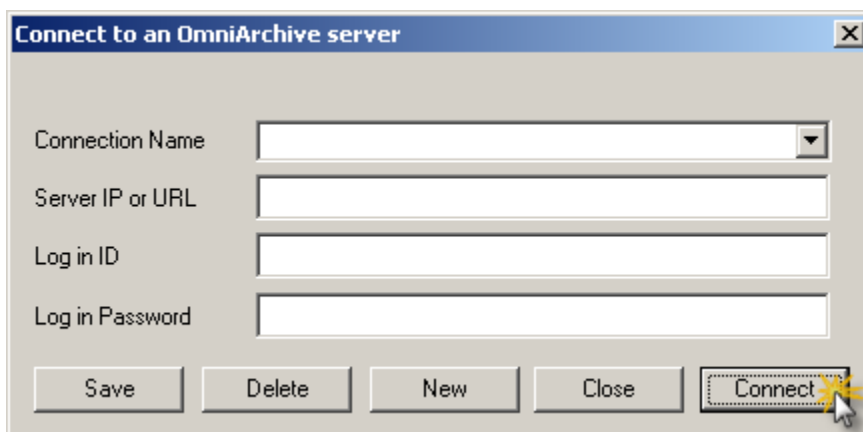 Connect to an OmniArchive server
Connection Name
Server IP or URL
Log in ID
Log in Password
Save Delete New Close Connect